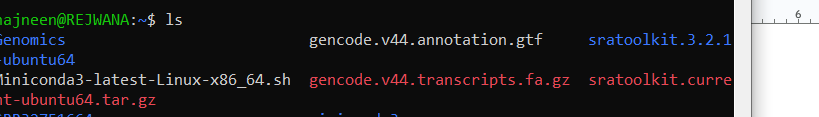 najneen@REJWANA:~$ ls
Genomics gencode.v44.annotation.gtf sratoolkit.3.2.1
-ubuntu64
Miniconda3-latest-Linux-x86_64.sh gencode.v44.transcripts.fa.gz sratoolkit.curre
nt-ubuntu64.tar.gz
6